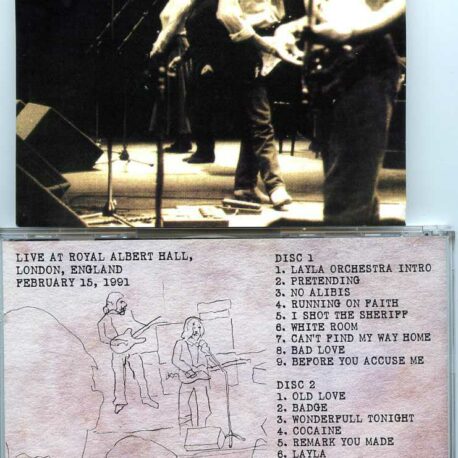 LIVE AT ROYAL ALBERT HALL,
LONDON, ENGLAND
FEBRUARY 15, 1991
DISC 1
1. LAYLA ORCHESTRA INTRO
2. PRETENDING
3. NO ALIBIS
4. RUNNING ON FAITH
5. I SHOT THE SHERIFF
6. WHITE ROOM
7. CAN'T FIND MY WAY HOME
8. BAD LOVE
9. BEFORE YOU ACCUSE ME
DISC 2
1. OLD LOVE
2. BADGE
3. WONDERFULL TONIGHT
4. COCAINE
5. REMARK YOU MADE
6. LAYLA